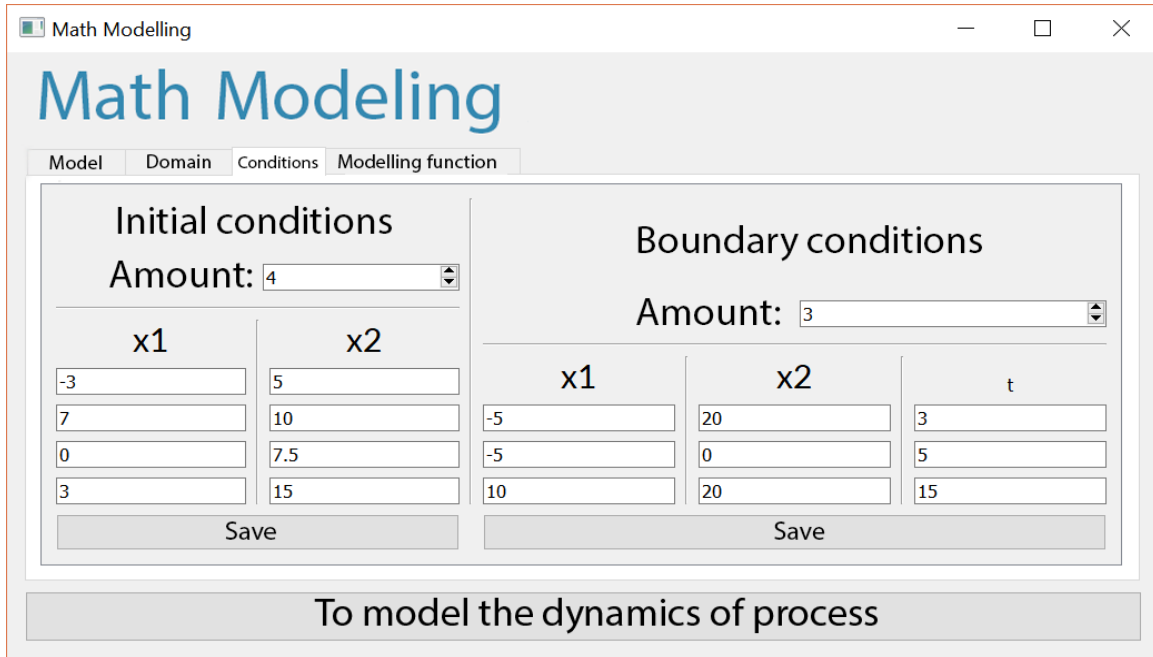 Math Modelling
Math Modeling
Model Domain Conditions Modelling function
Initial conditions
Amount: 4
x1 x2
-3 5
7 10
0 7.5
3 15
Save
Boundary conditions
Amount: 3
x1 x2 t
-5 20 3
-5 0 5
10 20 15
Save
To model the dynamics of process